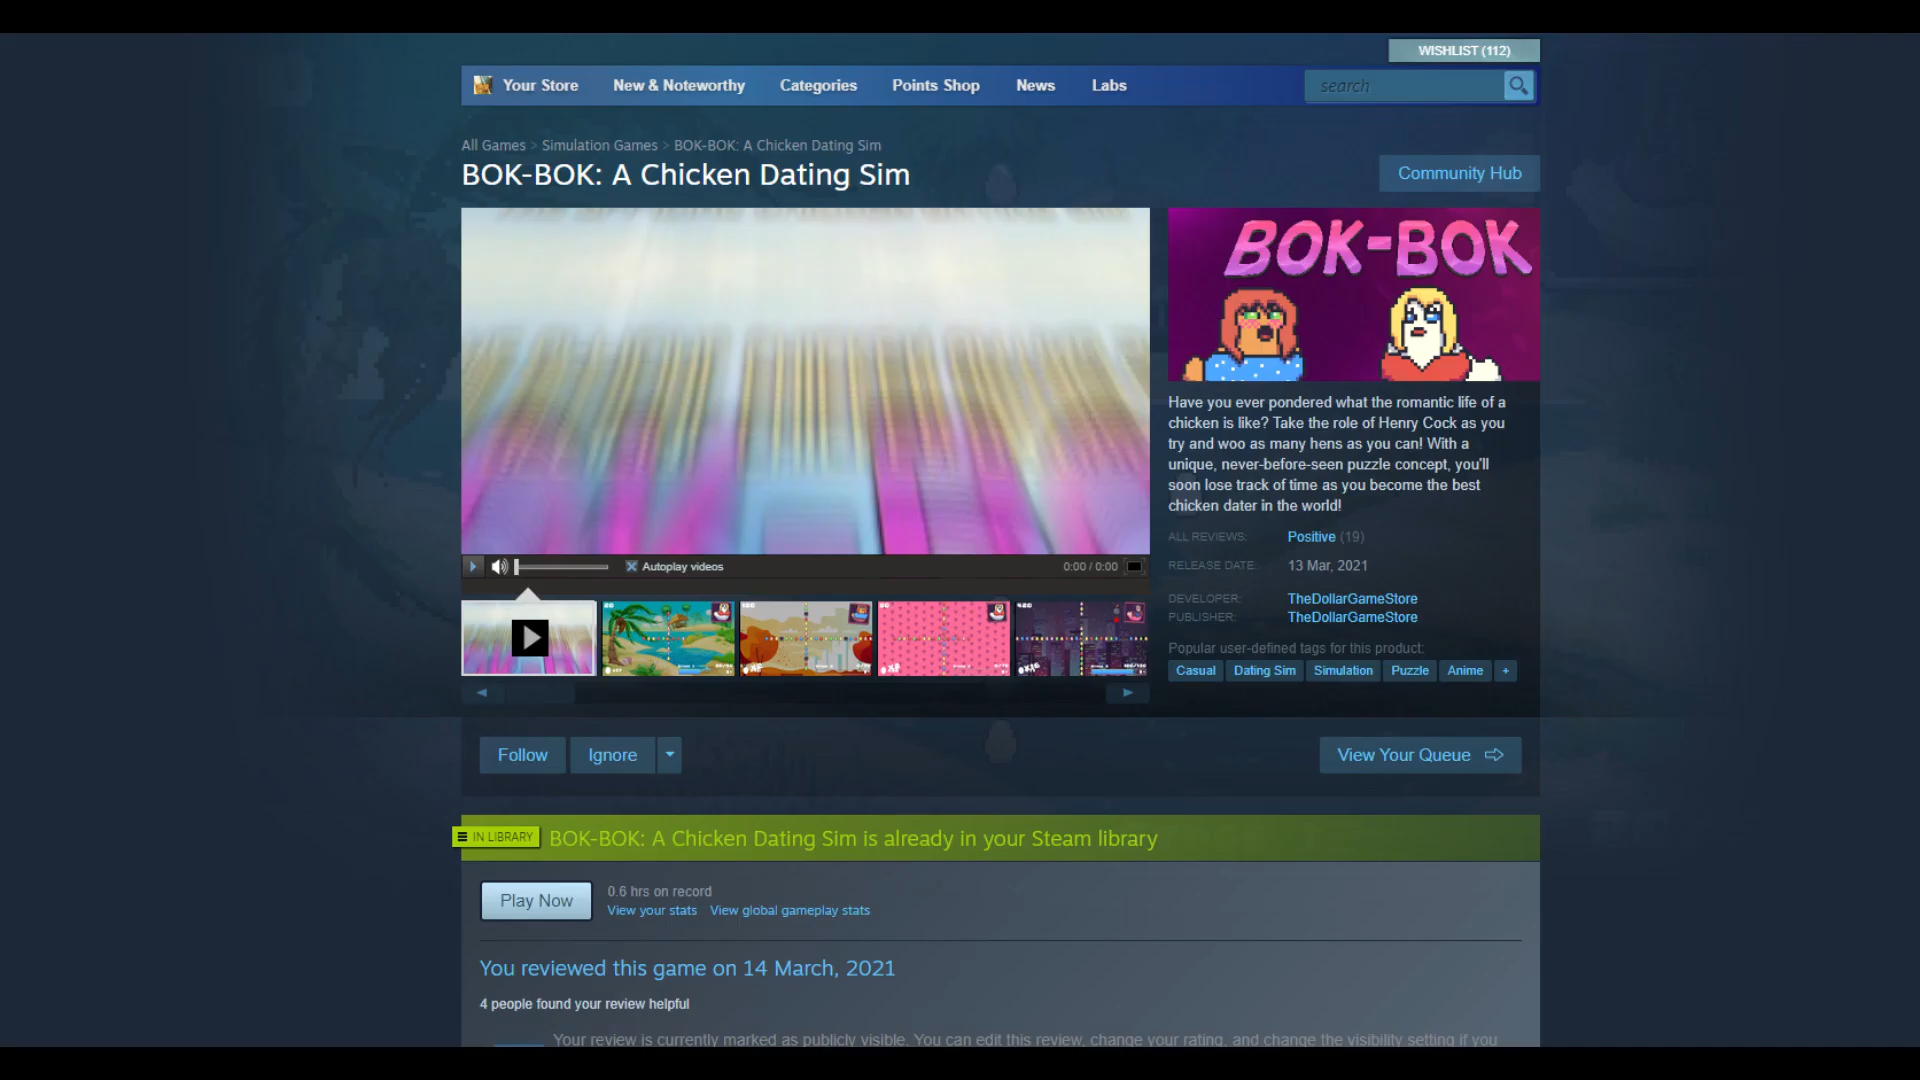 WISHLIST (112)
Your Store New & Noteworthy Categories Points Shop News Labs search
All Games > Simulation Games > BOK-BOK: A Chicken Dating Sim
BOK-BOK: A Chicken Dating Sim
Community Hub
BOK-BOK
Have you ever pondered what the romantic life of a
chicken is like? Take the role of Henry Cock as you
try and woo as many hens as you can! With a
unique, never-before-seen puzzle concept, you'll
soon lose track of time as you become the best
chicken dater in the world!
ALL REVIEWS: Positive (19)
RELEASE DATE: 13 Mar, 2021
DEVELOPER: TheDollarGameStore
PUBLISHER: TheDollarGameStore
Popular user-defined tags for this product:
Casual Dating Sim Simulation Puzzle Anime +
Autoplay videos 0:00 / 0:00
Follow Ignore View Your Queue
IN LIBRARY BOK-BOK: A Chicken Dating Sim is already in your Steam library
Play Now
0.6 hrs on record
View your stats View global gameplay stats
You reviewed this game on 14 March, 2021
4 people found your review helpful
Your review is currently marked as publicly visible. You can edit this review, change your rating, and change the visibility setting if you